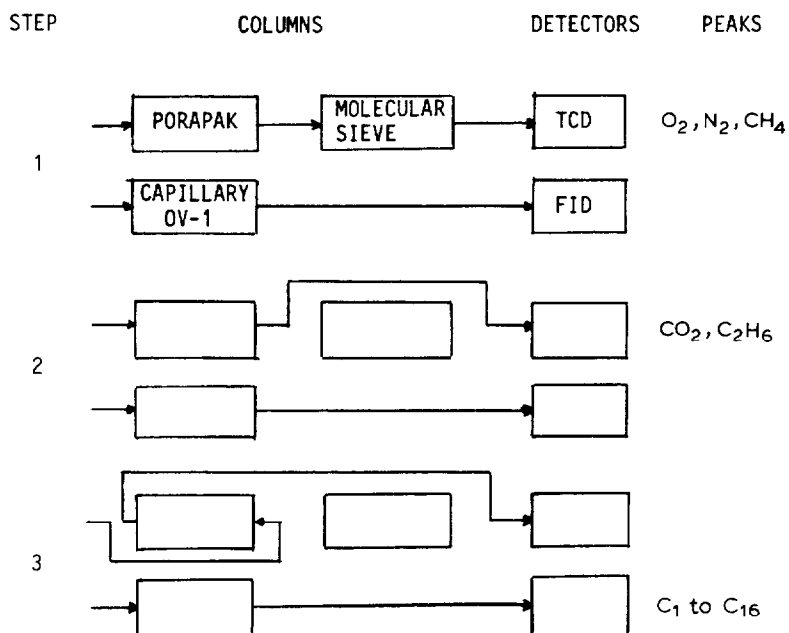 STEP COLUMNS DETECTORS PEAKS
PORAPAK MOLECULAR SIEVE TCD O₂, N₂, CH₄
1
CAPILLARY OV-1 FID
CO₂, C₂H₆
2
3
C₁ to C₁₆